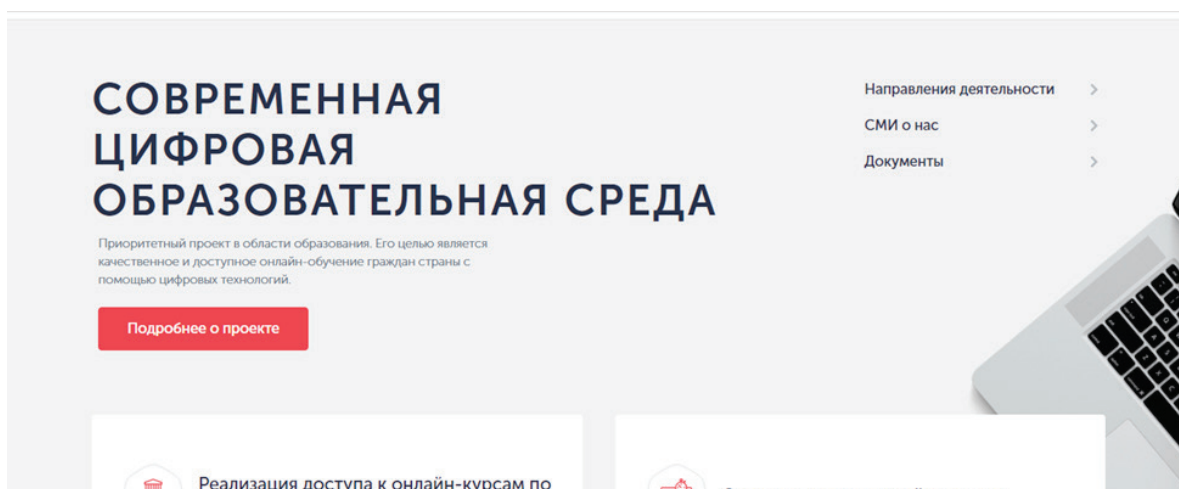 СОВРЕМЕННАЯ
ЦИФРОВАЯ
ОБРАЗОВАТЕЛЬНАЯ СРЕДА
Приоритетный проект в области образования. Его целью является
качественное и доступное онлайн-обучение граждан страны с
помощью цифровых технологий.
Подробнее о проекте
Направления деятельности
СМИ о нас
Документы
Реализация доступа к онлайн-курсам по